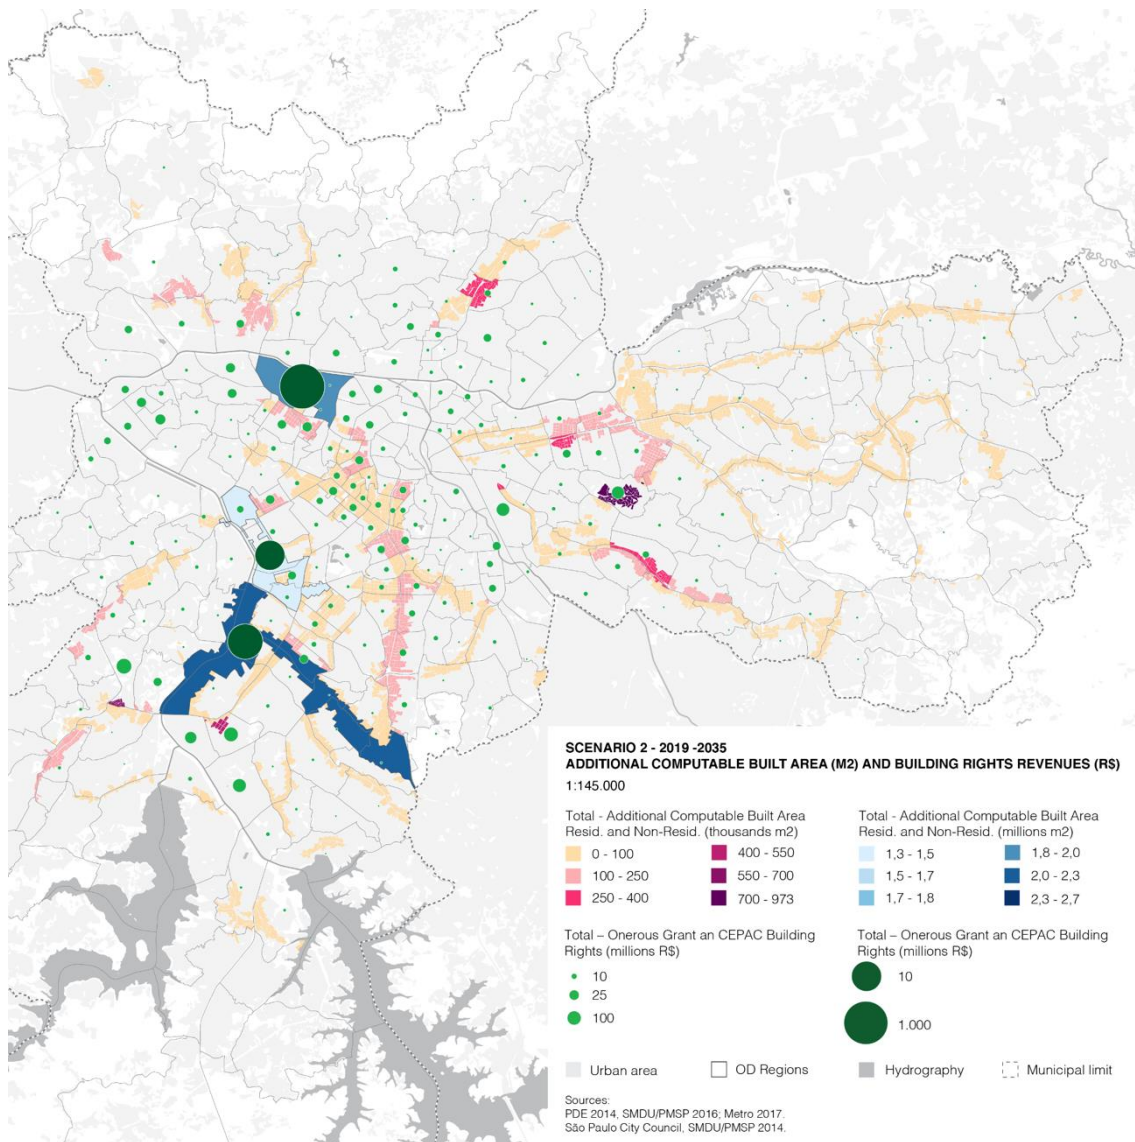 SCENARIO 2 - 2019 -2035
ADDITIONAL COMPUTABLE BUILT AREA (M2) AND BUILDING RIGHTS REVENUES (R$)
1:145.000
Total - Additional Computable Built Area
Resid. and Non-Resid. (thousands m2)
0 - 100
100 - 250
250 - 400
400 - 550
550 - 700
700 - 973
Total - Additional Computable Built Area
Resid. and Non-Resid. (millions m2)
1,3 - 1,5
1,5 - 1,7
1,7 - 1,8
1,8 - 2,0
2,0 - 2,3
2,3 - 2,7
Total – Onerous Grant an CEPAC Building
Rights (millions R$)
10
25
100
Total – Onerous Grant an CEPAC Building
Rights (millions R$)
10
1.000
Urban area
OD Regions
Hydrography
Municipal limit
Sources:
PDE 2014, SMDU/PMSP 2016; Metro 2017.
São Paulo City Council, SMDU/PMSP 2014.